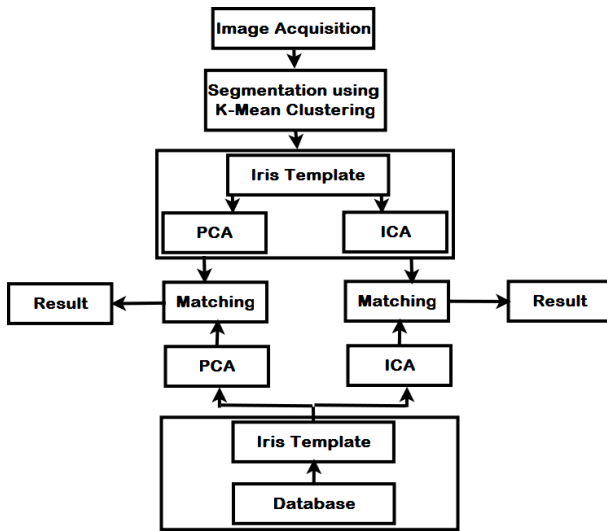 Image Acquisition
Segmentation using
K-Mean Clustering
Iris Template
PCA
ICA
Result
Matching
Matching
Result
PCA
ICA
Iris Template
Database